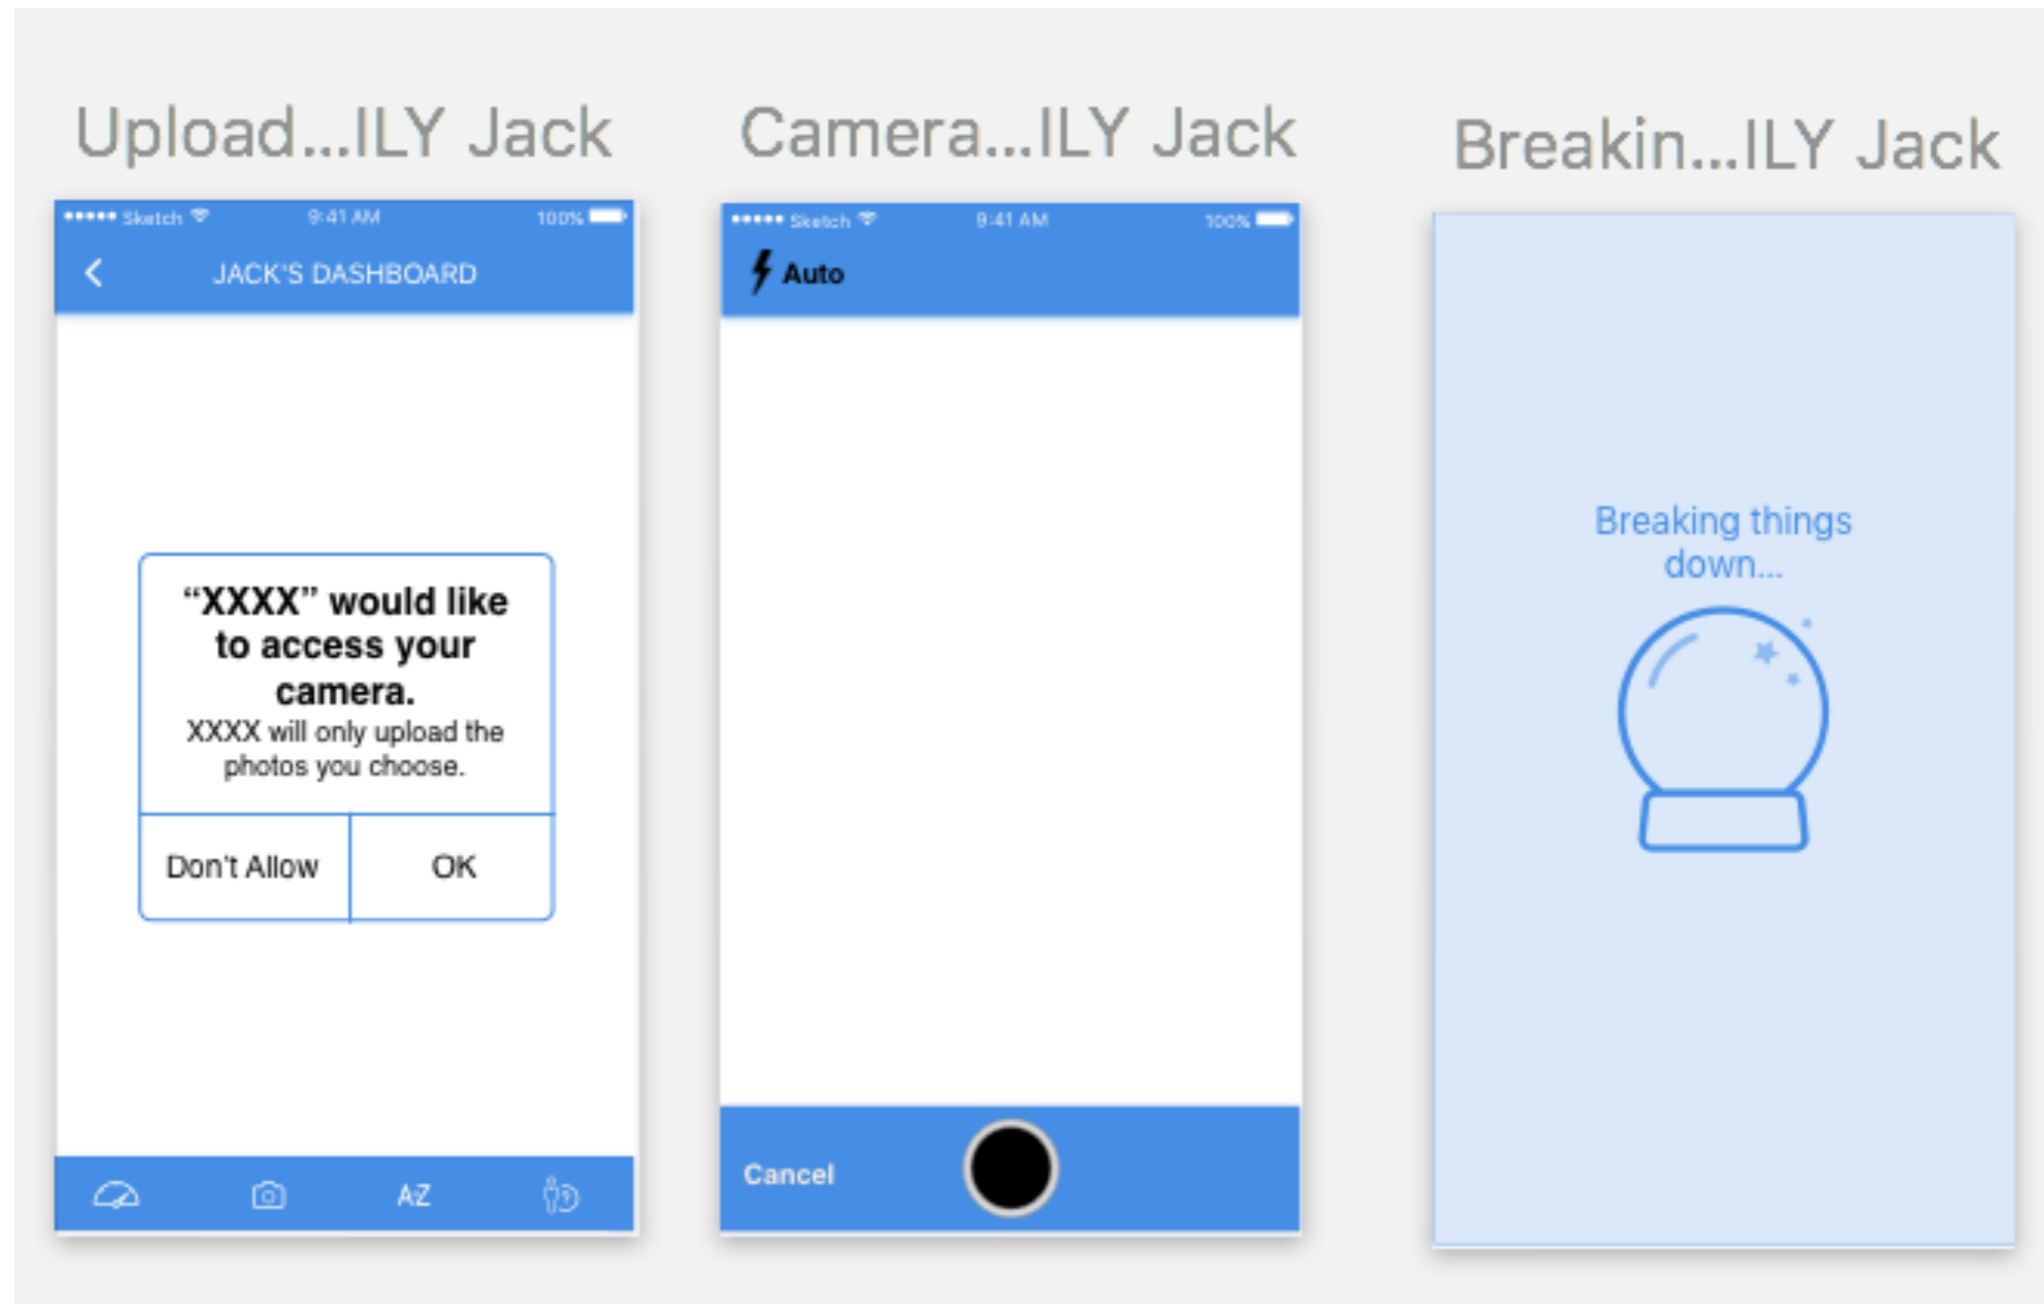 Upload...ILY Jack
Sketch 9:41 AM 100%
JACK'S DASHBOARD
“XXXX” would like
to access your
camera.
XXXX will only upload the
photos you choose.
Don't Allow OK
A-Z
Camera...ILY Jack
Sketch 9:41 AM 100%
Auto
Cancel
Breakin...ILY Jack
Breaking things
down...